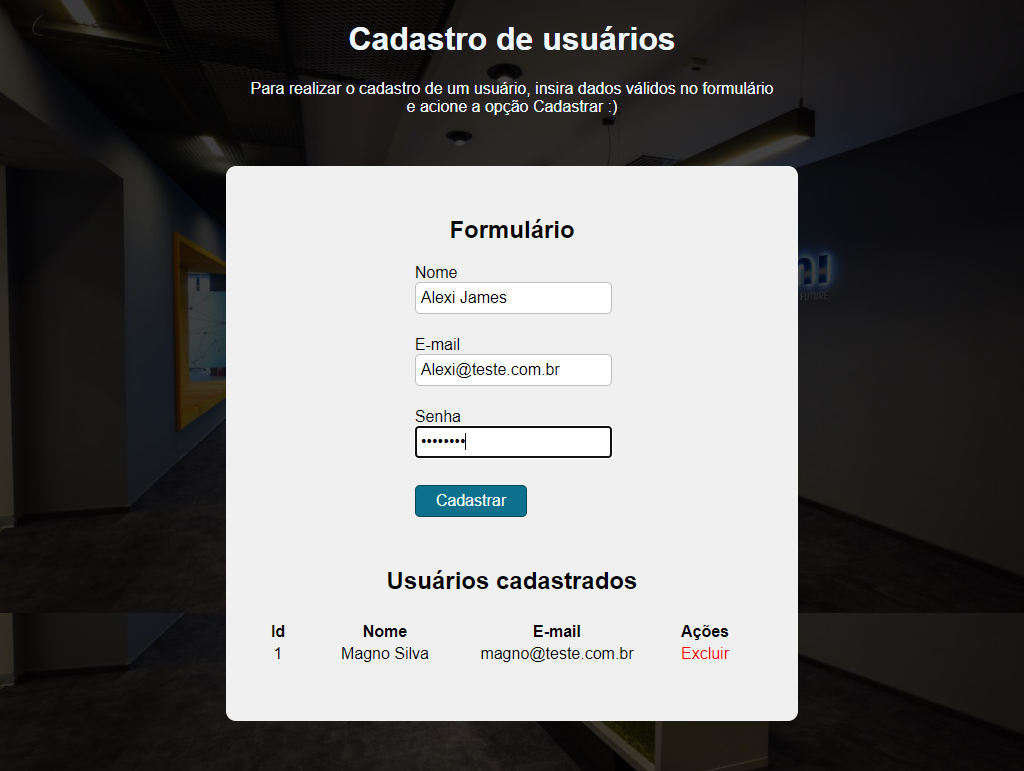 Cadastro de usuários
Para realizar o cadastro de um usuário, insira dados válidos no formulário
e acione a opção Cadastrar :)
Formulário
Nome
Alexi James
E-mail
Alexi@teste.com.br
Senha
••••••••
Cadastrar
Usuários cadastrados
Id Nome E-mail Ações
1 Magno Silva magno@teste.com.br Excluir
FUTURE